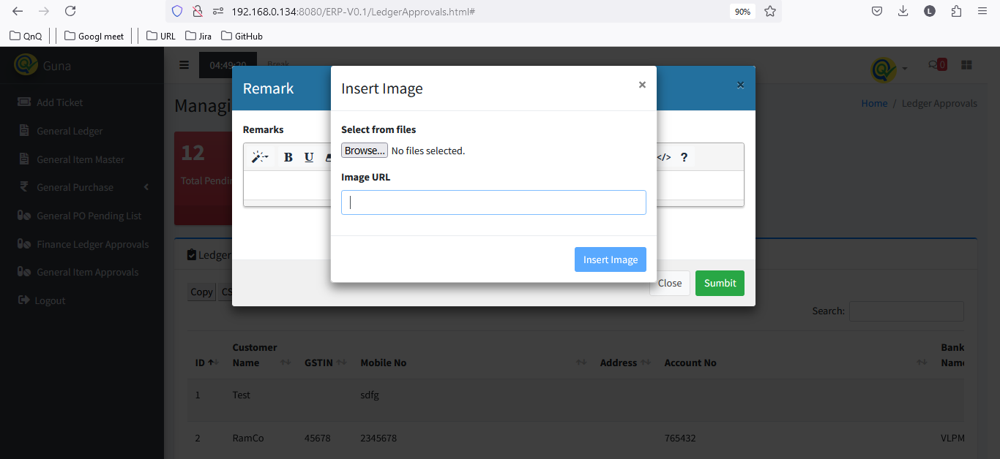 192.168.0.134:8080/ERP-V0.1/LedgerApprovals.html#
90%
L
QnQ
Googl meet
URL
Jira
GitHub
Guna
04:49:20
Break
0
Add Ticket
General Ledger
General Item Master
General Purchase
General PO Pending List
Finance Ledger Approvals
General Item Approvals
Logout
Managi
Home / Ledger Approvals
12
Total Pendin
Remark
×
Remarks
B U
</> ?
Insert Image
×
Select from files
Browse... No files selected.
Image URL
Insert Image
Close
Sumbit
Ledger
Copy
CS
Search:
ID
Customer Name
GSTIN
Mobile No
Address
Account No
Bank Name
1 Test sdfg
2 RamCo 45678 2345678 765432 VLPM